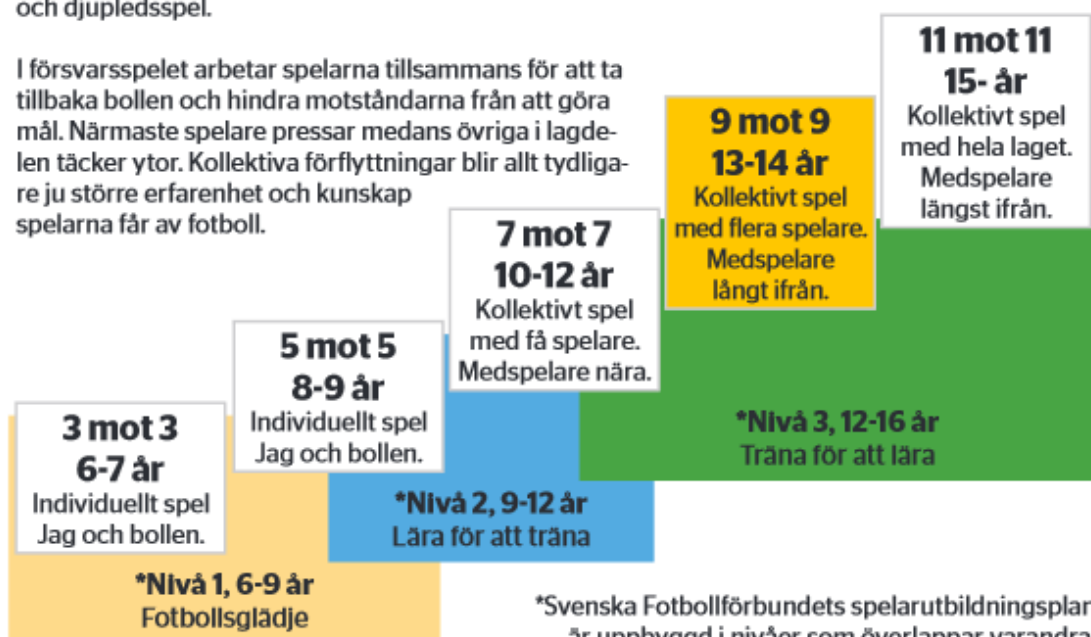 och djupledsspel.
I försvarsspelet arbetar spelarna tillsammans för att ta
tillbaka bollen och hindra motståndarna från att göra
mål. Närmaste spelare pressar medans övriga i lagde-
len täcker ytor. Kollektiva förflyttningar blir allt tydliga-
re ju större erfarenhet och kunskap
spelarna får av fotboll.
11 mot 11
15- år
Kollektivt spel
med hela laget.
Medspelare
längst ifrån.
9 mot 9
13-14 år
Kollektivt spel
med flera spelare.
Medspelare
långt ifrån.
7 mot 7
10-12 år
Kollektivt spel
med få spelare.
Medspelare nära.
5 mot 5
8-9 år
Individuellt spel
Jag och bollen.
3 mot 3
6-7 år
Individuellt spel
Jag och bollen.
*Nivå 3, 12-16 år
Träna för att lära
*Nivå 2, 9-12 år
Lära för att träna
*Nivå 1, 6-9 år
Fotbollsglädje
*Svenska Fotbollförbundets spelarutbildningsplan
är uppbyggd i nivåer som överlappar varandra